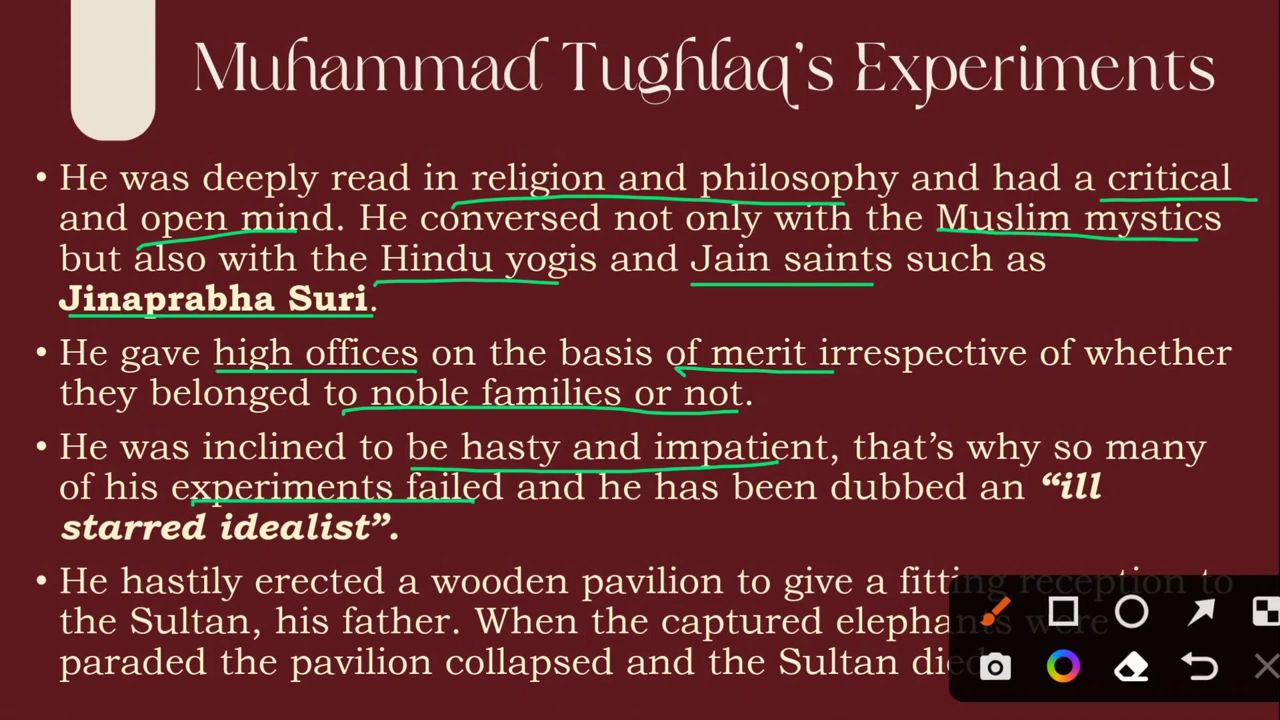 Muhammad Tughlaq's Experiments
• He was deeply read in religion and philosophy and had a critical
and open mind. He conversed not only with the Muslim mystics
but also with the Hindu yogis and Jain saints such as
Jinaprabha Suri.
• He gave high offices on the basis of merit irrespective of whether
they belonged to noble families or not.
• He was inclined to be hasty and impatient, that's why so many
of his experiments failed and he has been dubbed an “ill
starred idealist”.
• He hastily erected a wooden pavilion to give a fitting reception to
the Sultan, his father. When the captured elephants were
paraded the pavilion collapsed and the Sultan died